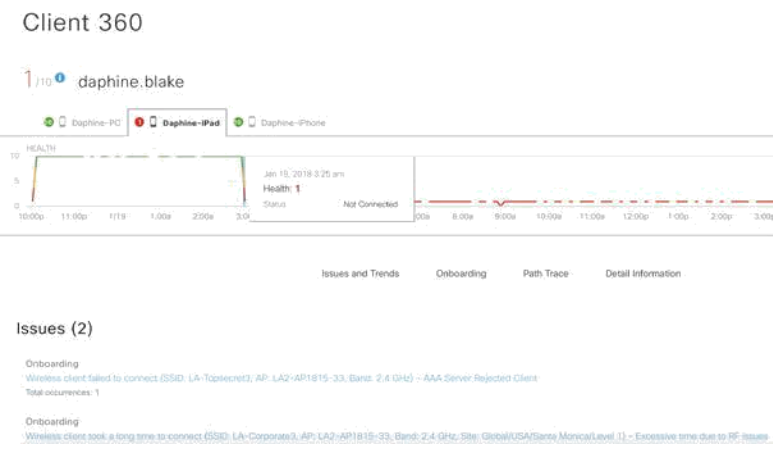 Client 360
1 /10 i daphine.blake
Daphine-PC Daphine-iPad Daphine-iPhone
HEALTH
10
5
0
Jan 19, 2018 3:25 am
Health: 1
Status Not Connected
10:00p 11:00p 1/19 1:00a 2:00a 3:0 00a 8:00a 9:00a 10:00a 11:00a 12:00p 1:00p 2:00p 3:00p
Issues and Trends Onboarding Path Trace Detail Information
Issues (2)
Onboarding
Wireless client failed to connect (SSID: LA-Topsecret3, AP: LA2-AP1815-33, Band: 2.4 GHz) - AAA Server Rejected Client
Total occurrences: 1
Onboarding
Wireless client took a long time to connect (SSID: LA-Corporate3, AP: LA2-AP1815-33, Band: 2.4 GHz, Site: Global/USA/Santa Monica/Level 1) - Excessive time due to RF Issues